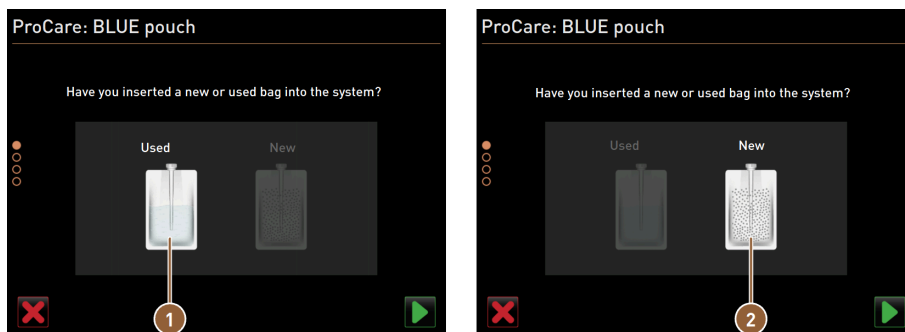 ProCare: BLUE pouch
Have you inserted a new or used bag into the system?
Used New
1
ProCare: BLUE pouch
Have you inserted a new or used bag into the system?
Used New
2